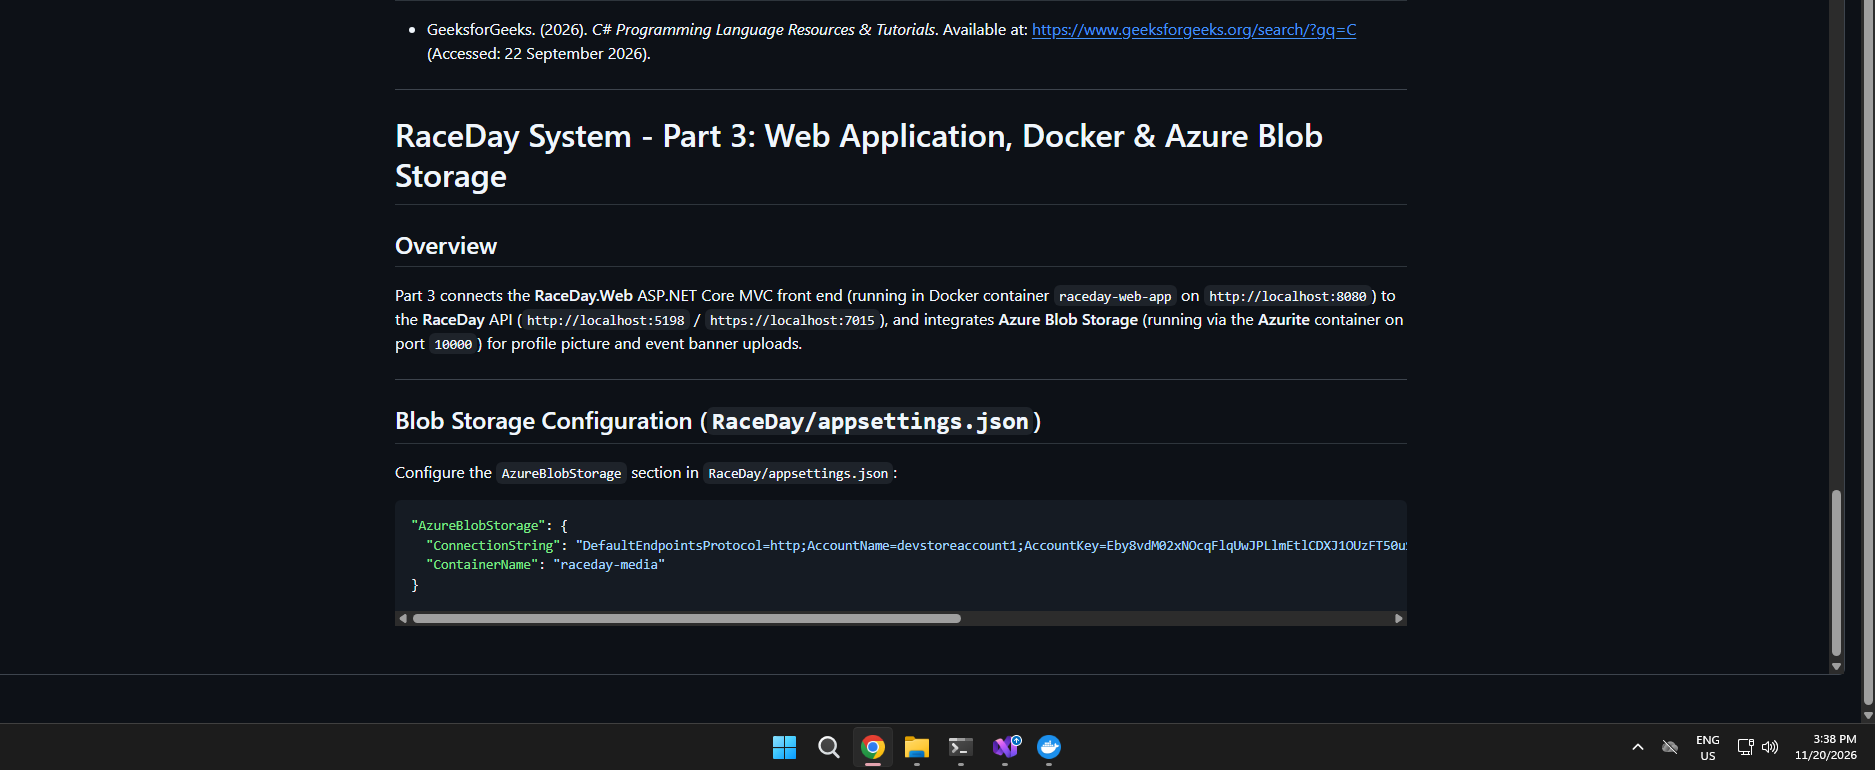 GeeksforGeeks. (2026). C# Programming Language Resources & Tutorials. Available at: https://www.geeksforgeeks.org/search/?gq=C
(Accessed: 22 September 2026).
RaceDay System - Part 3: Web Application, Docker & Azure Blob
Storage
Overview
Part 3 connects the RaceDay.Web ASP.NET Core MVC front end (running in Docker container raceday-web-app on http://localhost:8080) to
the RaceDay API (http://localhost:5198 / https://localhost:7015), and integrates Azure Blob Storage (running via the Azurite container on
port 10000) for profile picture and event banner uploads.
Blob Storage Configuration (RaceDay/appsettings.json)
Configure the AzureBlobStorage section in RaceDay/appsettings.json:
"AzureBlobStorage": {
"ConnectionString": "DefaultEndpointsProtocol=http;AccountName=devstoreaccount1;AccountKey=Eby8vdM02xNOcqFlqUwJPLlmEtlCDXJ1OUzFT50u
"ContainerName": "raceday-media"
}
ENG
US
3:38 PM
11/20/2026